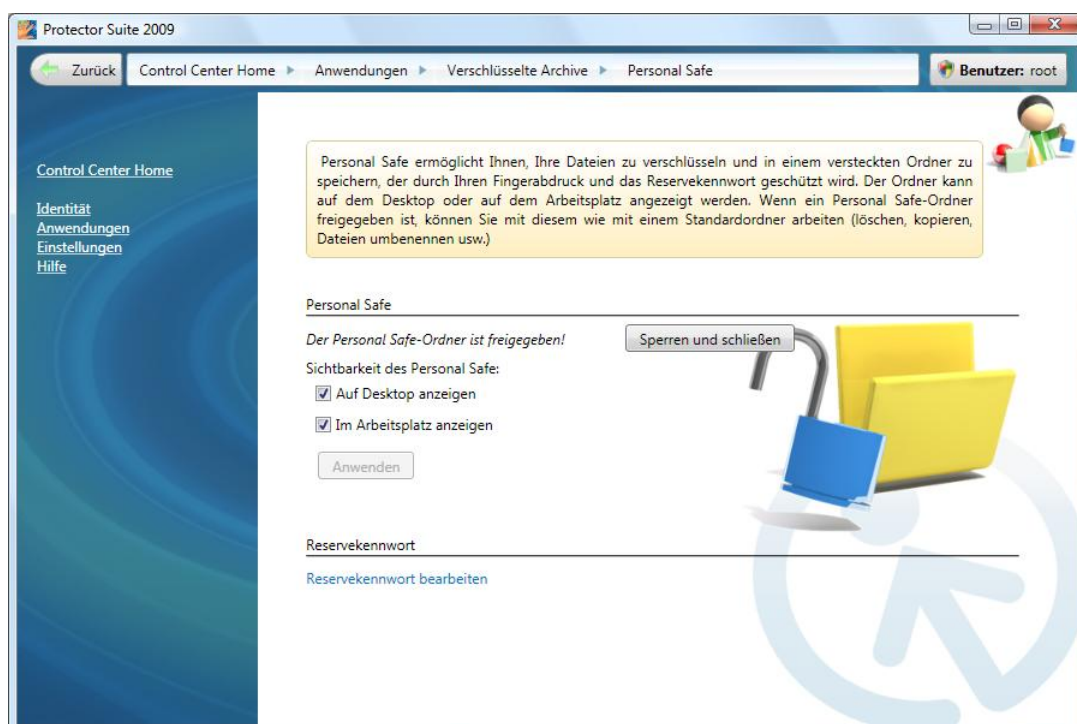 Protector Suite 2009
Zurück Control Center Home Anwendungen Verschlüsselte Archive Personal Safe Benutzer: root
Control Center Home
Identität
Anwendungen
Einstellungen
Hilfe
Personal Safe ermöglicht Ihnen, Ihre Dateien zu verschlüsseln und in einem versteckten Ordner zu
speichern, der durch Ihren Fingerabdruck und das Reservekennwort geschützt wird. Der Ordner kann
auf dem Desktop oder auf dem Arbeitsplatz angezeigt werden. Wenn ein Personal Safe-Ordner
freigegeben ist, können Sie mit diesem wie mit einem Standardordner arbeiten (löschen, kopieren,
Dateien umbenennen usw.)
Personal Safe
Der Personal Safe-Ordner ist freigegeben! Sperren und schließen
Sichtbarkeit des Personal Safe:
Auf Desktop anzeigen
Im Arbeitsplatz anzeigen
Anwenden
Reservekennwort
Reservekennwort bearbeiten